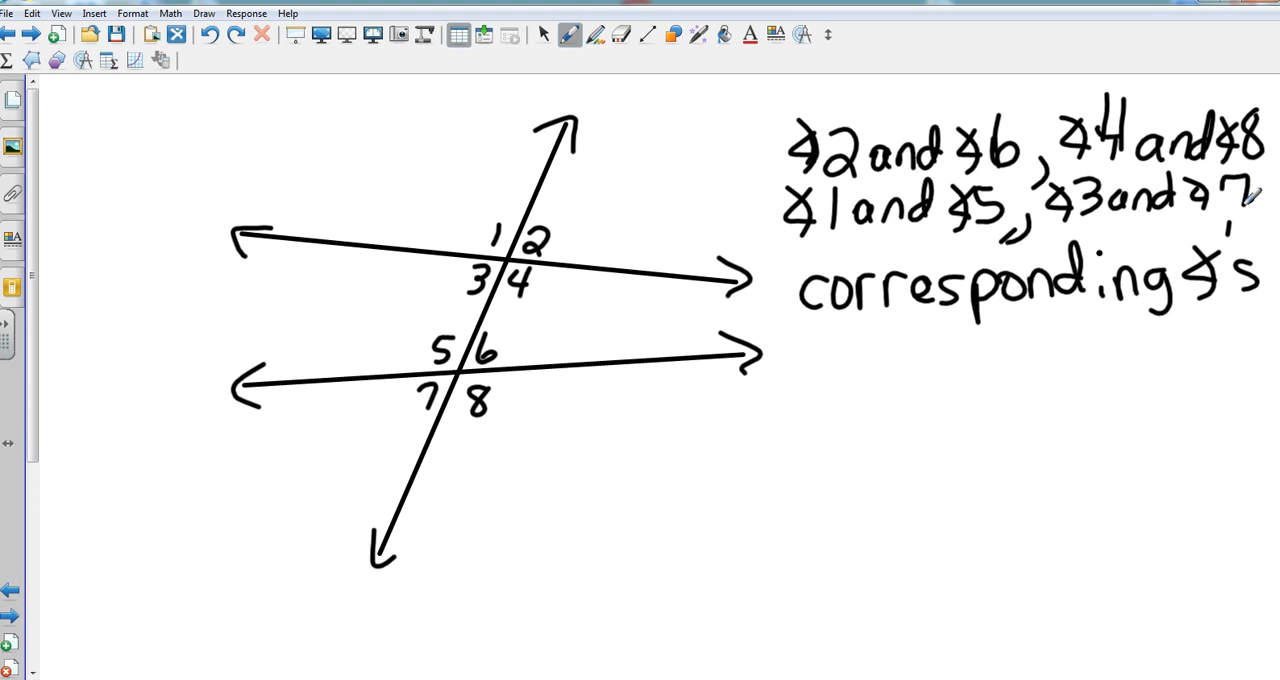 File Edit View Insert Format Math Draw Response Help
∡2 and ∡6, ∡4 and ∡8
∡1 and ∡5, ∡3 and ∡7
corresponding ∡'s
1 2
3 4
5 6
7 8